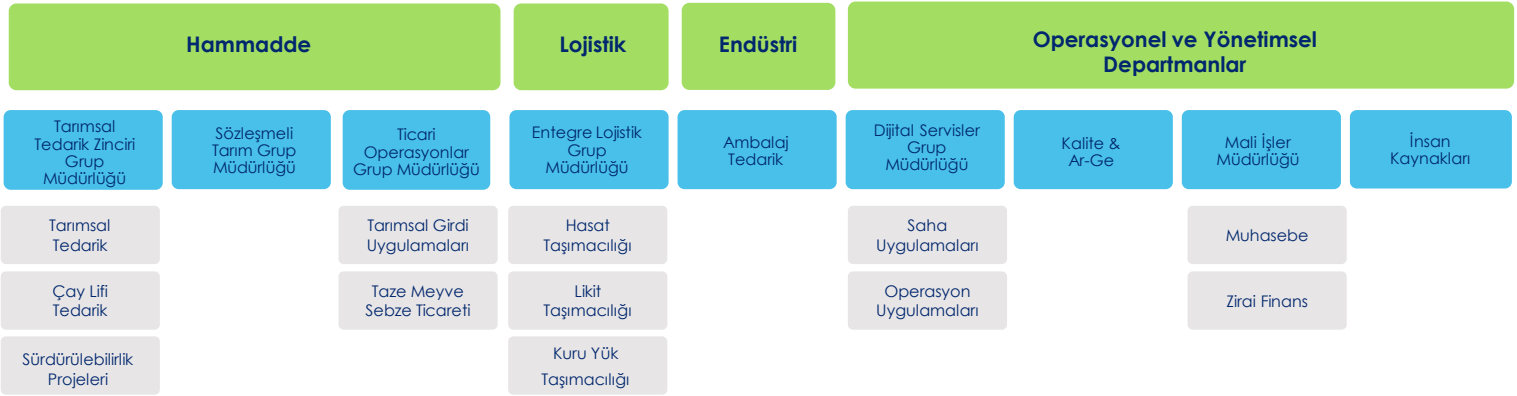 Hammadde
Lojistik
Endüstri
Operasyonel ve Yönetimsel
Departmanlar
Tarımsal
Tedarik Zinciri
Grup
Müdürlüğü
Sözleşmeli
Tarım Grup
Müdürlüğü
Ticari
Operasyonlar
Grup Müdürlüğü
Entegre Lojistik
Grup
Müdürlüğü
Ambalaj
Tedarik
Dijital Servisler
Grup
Müdürlüğü
Kalite &
Ar-Ge
Mali İşler
Müdürlüğü
İnsan
Kaynakları
Tarımsal
Tedarik
Tarımsal Girdi
Uygulamaları
Hasat
Taşımacılığı
Saha
Uygulamaları
Muhasebe
Çay Lifi
Tedarik
Taze Meyve
Sebze Ticareti
Likit
Taşımacılığı
Operasyon
Uygulamaları
Zirai Finans
Sürdürülebilirlik
Projeleri
Kuru Yük
Taşımacılığı